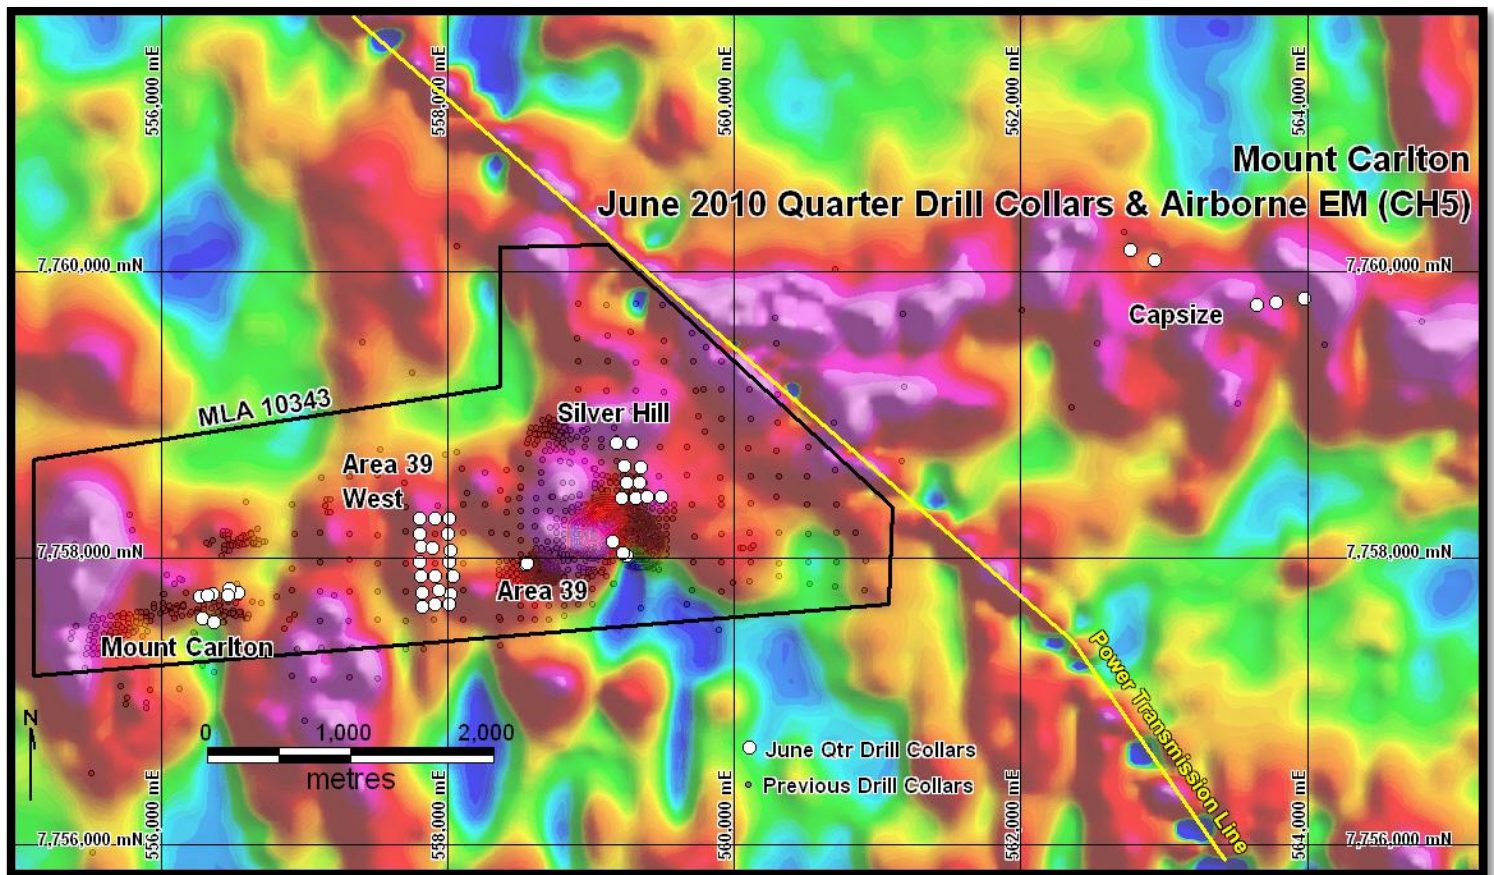 556,000 mE
558,000 mE
560,000 mE
562,000 mE
564,000 mE
Mount Carlton
June 2010 Quarter Drill Collars & Airborne EM (CH5)
7,760,000 mN
7,760,000 mN
Capsize
MLA 10343
Silver Hill
Area 39
West
7,758,000 mN
7,758,000 mN
Area 39
Mount Carlton
Power Transmission Line
N
0 1,000 2,000
metres
June Qtr Drill Collars
Previous Drill Collars
556,000 mE
558,000 mE
560,000 mE
562,000 mE
564,000 mE
7,756,000 mN
7,756,000 mN